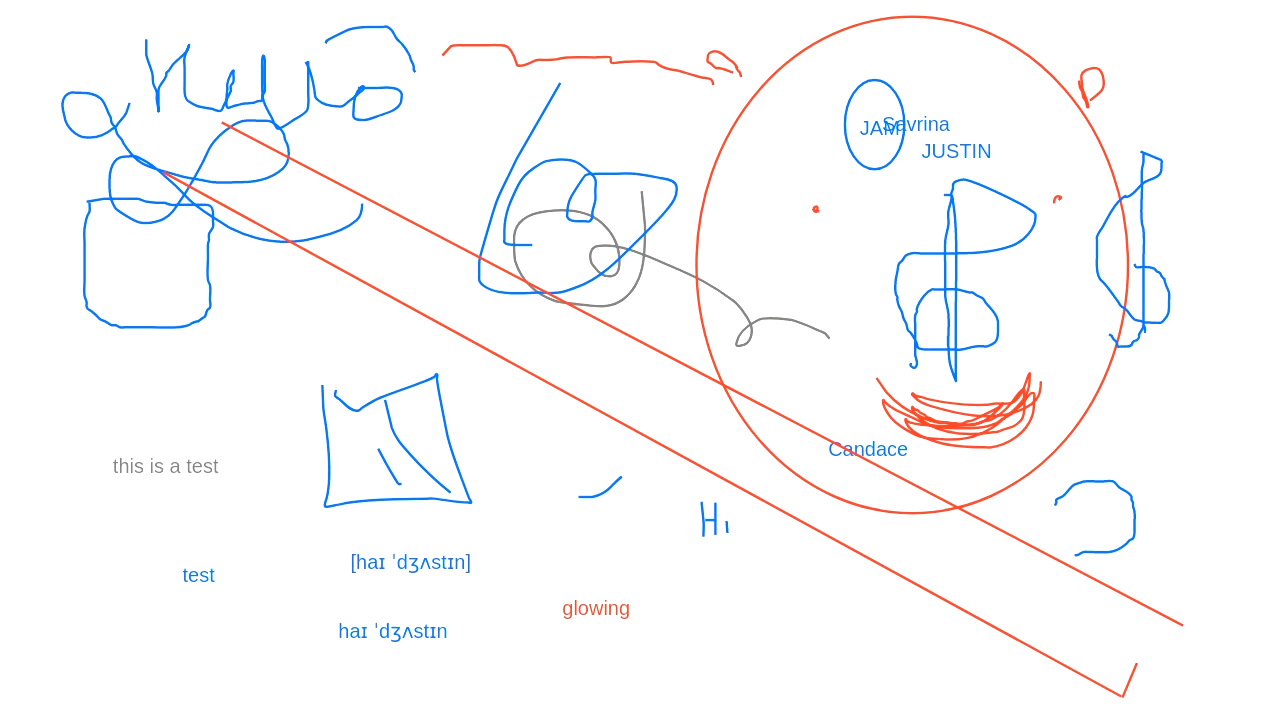 JAM
Savrina
JUSTIN
Candace
this is a test
Hi
[haɪ ˈdʒʌstɪn]
test
glowing
haɪ ˈdʒʌstɪn